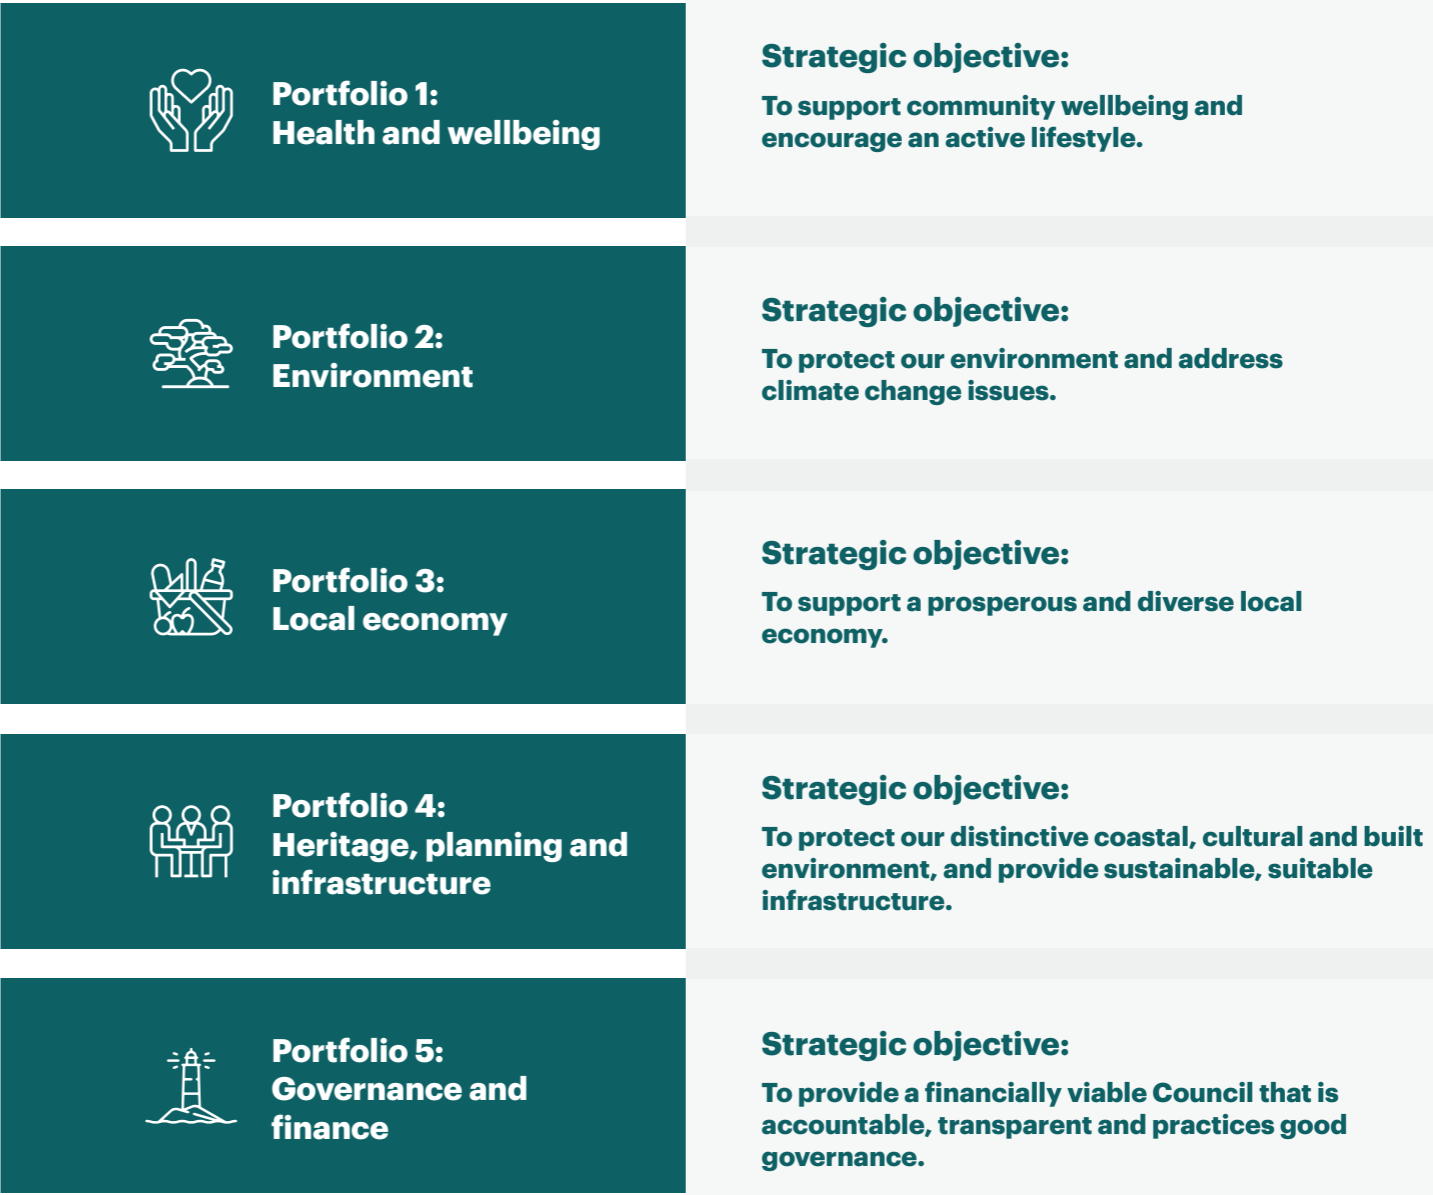 Portfolio 1:
Health and wellbeing
Strategic objective:
To support community wellbeing and
encourage an active lifestyle.
Portfolio 2:
Environment
Strategic objective:
To protect our environment and address
climate change issues.
Portfolio 3:
Local economy
Strategic objective:
To support a prosperous and diverse local
economy.
Portfolio 4:
Heritage, planning and
infrastructure
Strategic objective:
To protect our distinctive coastal, cultural and built
environment, and provide sustainable, suitable
infrastructure.
Portfolio 5:
Governance and
finance
Strategic objective:
To provide a financially viable Council that is
accountable, transparent and practices good
governance.